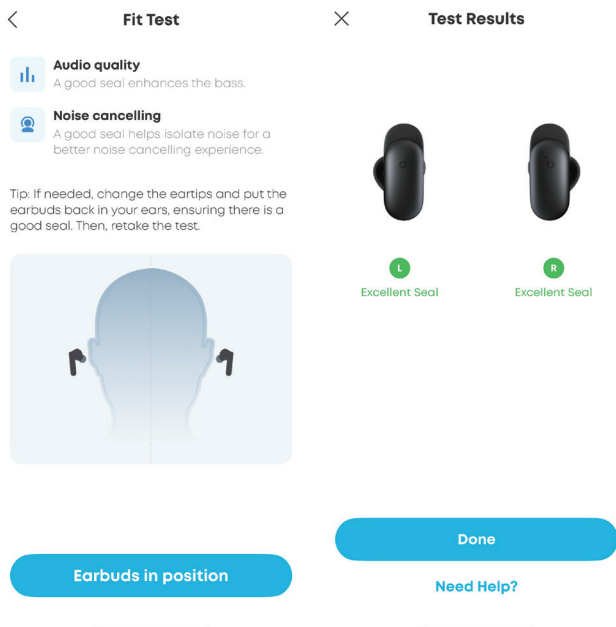 Fit Test
Audio quality
A good seal enhances the bass.
Noise cancelling
A good seal helps isolate noise for a
better noise cancelling experience.
Tip: If needed, change the eartips and put the
earbuds back in your ears, ensuring there is a
good seal. Then, retake the test.
Earbuds in position
Test Results
L
Excellent Seal
R
Excellent Seal
Done
Need Help?